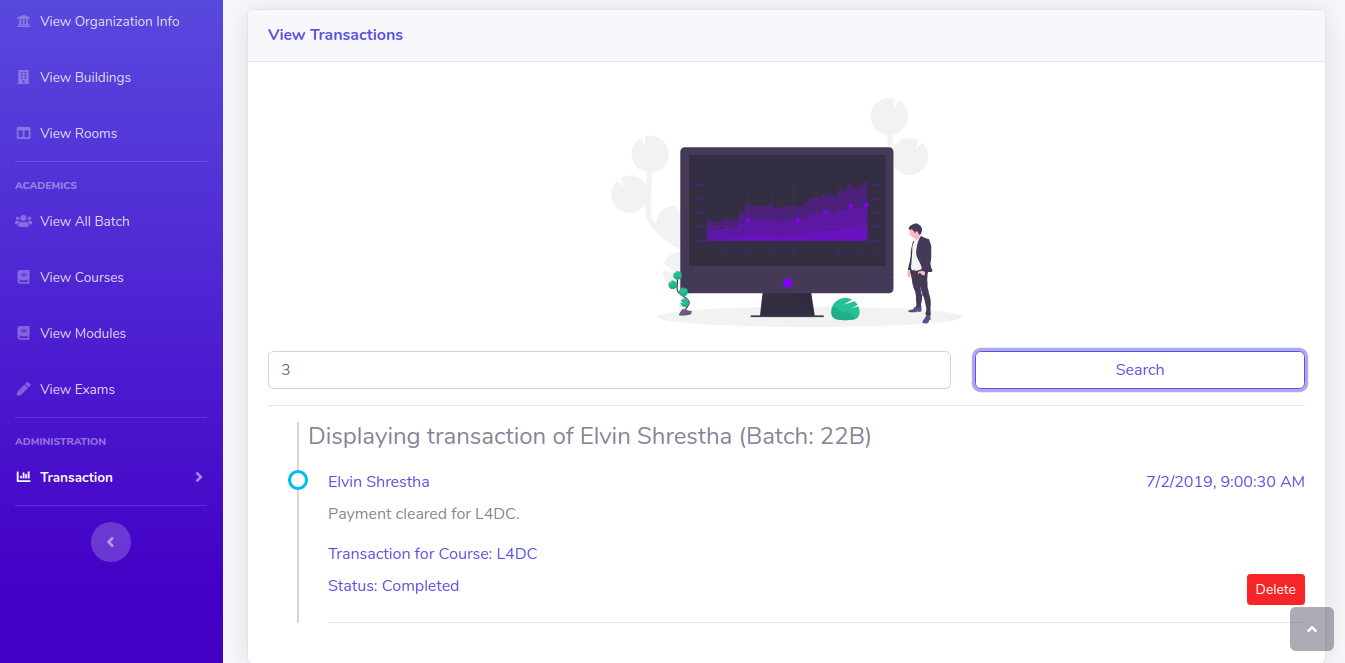 View Organization Info
View Buildings
View Rooms
ACADEMICS
View All Batch
View Courses
View Modules
View Exams
ADMINISTRATION
Transaction
View Transactions
3
Search
Displaying transaction of Elvin Shrestha (Batch: 22B)
Elvin Shrestha
7/2/2019, 9:00:30 AM
Payment cleared for L4DC.
Transaction for Course: L4DC
Status: Completed
Delete